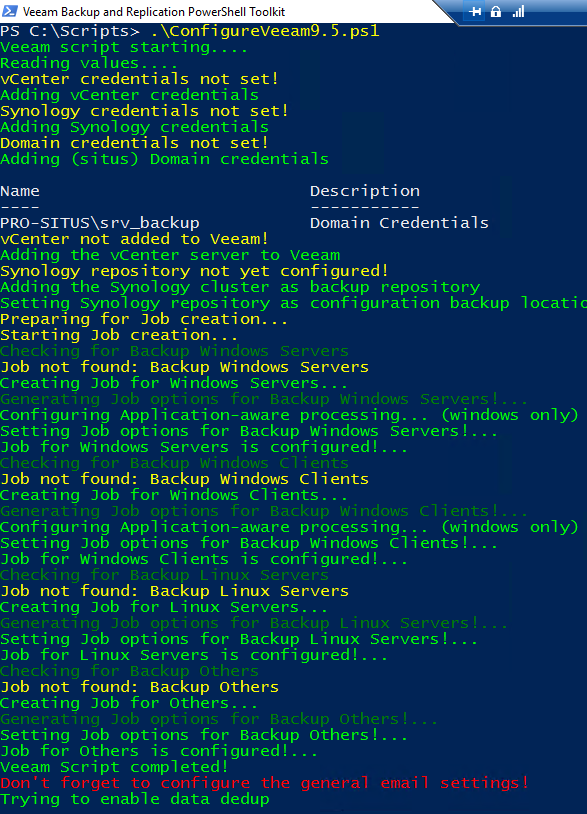 Veeam Backup and Replication PowerShell Toolkit
PS C:\Scripts> .\ConfigureVeeam9.5.ps1
Veeam script starting....
Reading values....
vCenter credentials not set!
Adding vCenter credentials
Synology credentials not set!
Adding Synology credentials
Domain credentials not set!
Adding (situs) Domain credentials
Name Description
---- -----------
PRO-SITUS\srv_backup Domain Credentials
vCenter not added to Veeam!
Adding the vCenter server to Veeam
Synology repository not yet configured!
Adding the Synology cluster as backup repository
Setting Synology repository as configuration backup locatio
Preparing for Job creation...
Starting Job creation...
Checking for Backup Windows Servers
Job not found: Backup Windows Servers
Creating Job for Windows Servers...
Generating Job options for Backup Windows Servers!...
Configuring Application-aware processing... (windows only)
Setting Job options for Backup Windows Servers!...
Job for Windows Servers is configured!...
Checking for Backup Windows Clients
Job not found: Backup Windows Clients
Creating Job for Windows Clients...
Generating Job options for Backup Windows Clients!...
Configuring Application-aware processing... (windows only)
Setting Job options for Backup Windows Clients!...
Job for Windows Clients is configured!...
Checking for Backup Linux Servers
Job not found: Backup Linux Servers
Creating Job for Linux Servers...
Generating Job options for Backup Linux Servers!...
Setting Job options for Backup Linux Servers!...
Job for Linux Servers is configured!...
Checking for Backup Others
Job not found: Backup Others
Creating Job for Others...
Generating Job options for Backup Others!...
Setting Job options for Backup Others!...
Job for Others is configured!...
Veeam Script completed!
Don't forget to configure the general email settings!
Trying to enable data dedup